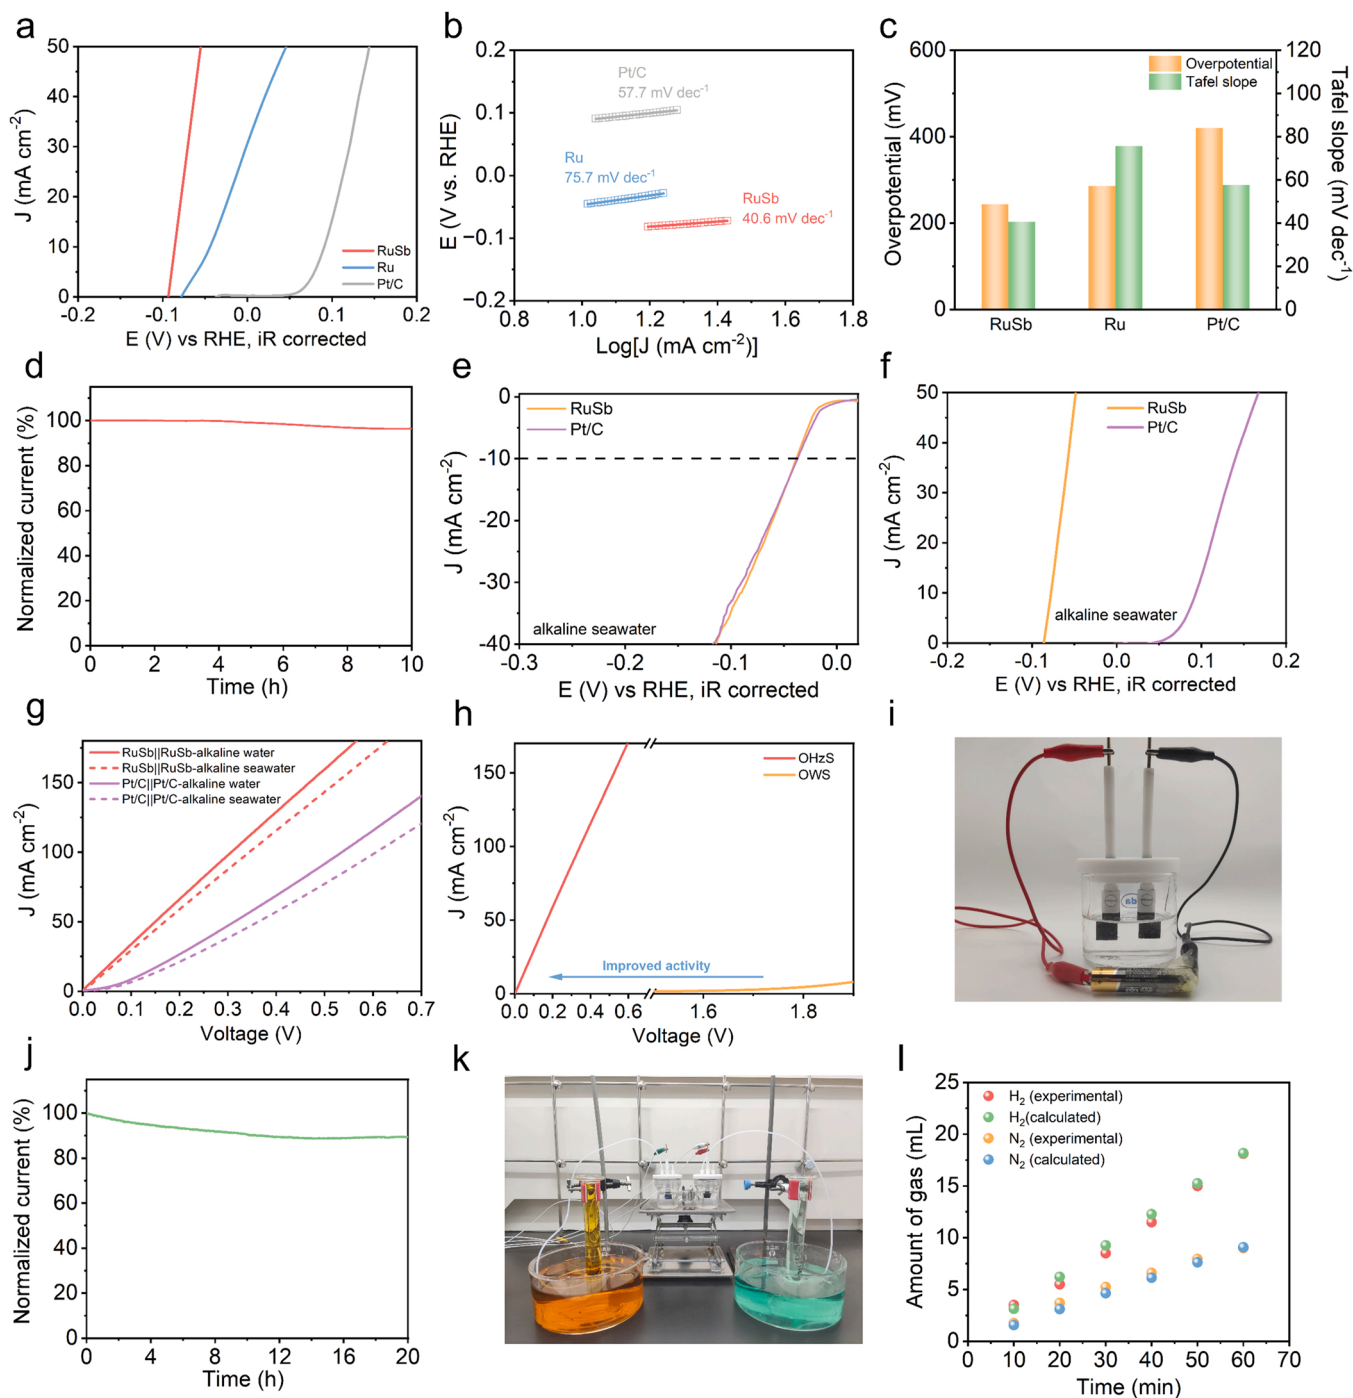 a
50
40
30
20
10
0
J (mA cm-2)
RuSb
Ru
Pt/C
-0.2
-0.1
0.0
0.1
0.2
E (V) vs RHE, iR corrected
b
0.2
0.1
0.0
−0.1
−0.2
E (V vs. RHE)
Pt/C
57.7 mV dec-1
Ru
75.7 mV dec-1
RuSb
40.6 mV dec-1
0.8
1.0
1.2
1.4
1.6
1.8
Log[J (mA cm-2)]
c
600
400
200
0
Overpotential (mV)
Overpotential
Tafel slope
120
100
80
60
40
20
0
Tafel slope (mV dec-1)
RuSb
Ru
Pt/C
d
100
80
60
40
20
0
Normalized current (%)
0
2
4
6
8
10
Time (h)
e
0
-10
-20
-30
-40
J (mA cm-2)
RuSb
Pt/C
alkaline seawater
-0.3
-0.2
-0.1
0.0
E (V) vs RHE, iR corrected
f
50
40
30
20
10
0
J (mA cm-2)
RuSb
Pt/C
alkaline seawater
-0.2
-0.1
0.0
0.1
0.2
E (V) vs RHE, iR corrected
g
150
100
50
0
J (mA cm-2)
RuSb||RuSb-alkaline water
RuSb||RuSb-alkaline seawater
Pt/C||Pt/C-alkaline water
Pt/C||Pt/C-alkaline seawater
0.0
0.1
0.2
0.3
0.4
0.5
0.6
0.7
Voltage (V)
h
150
100
50
0
J (mA cm-2)
OHzS
OWS
Improved activity
0.0
0.2
0.4
0.6
1.6
1.8
Voltage (V)
i
j
100
80
60
40
20
0
Normalized current (%)
0
4
8
12
16
20
Time (h)
k
l
25
20
15
10
5
0
Amount of gas (mL)
H2 (experimental)
H2(calculated)
N2 (experimental)
N2 (calculated)
0
10
20
30
40
50
60
70
Time (min)